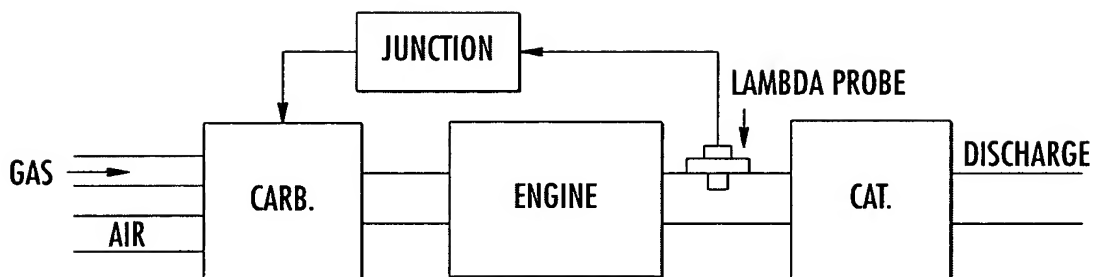 JUNCTION
LAMBDA PROBE
GAS
CARB.
ENGINE
CAT.
DISCHARGE
AIR